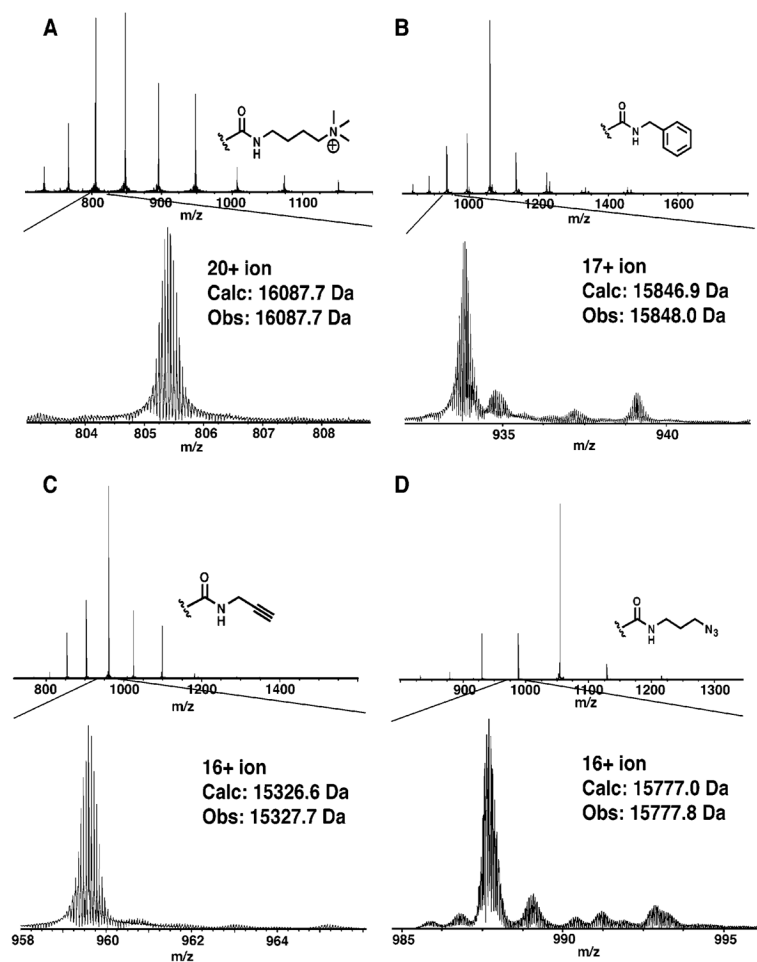 A
O
N
H
N
⊕
800
900
1000
1100
m/z
20+ ion
Calc: 16087.7 Da
Obs: 16087.7 Da
804
805
806
807
808
m/z
B
O
N
H
1000
1200
1400
1600
m/z
17+ ion
Calc: 15846.9 Da
Obs: 15848.0 Da
935
940
m/z
C
O
N
H
800
1000
1200
1400
m/z
16+ ion
Calc: 15326.6 Da
Obs: 15327.7 Da
958
960
962
964
m/z
D
O
N
H
N3
900
1000
1100
1200
1300
m/z
16+ ion
Calc: 15777.0 Da
Obs: 15777.8 Da
985
990
995
m/z